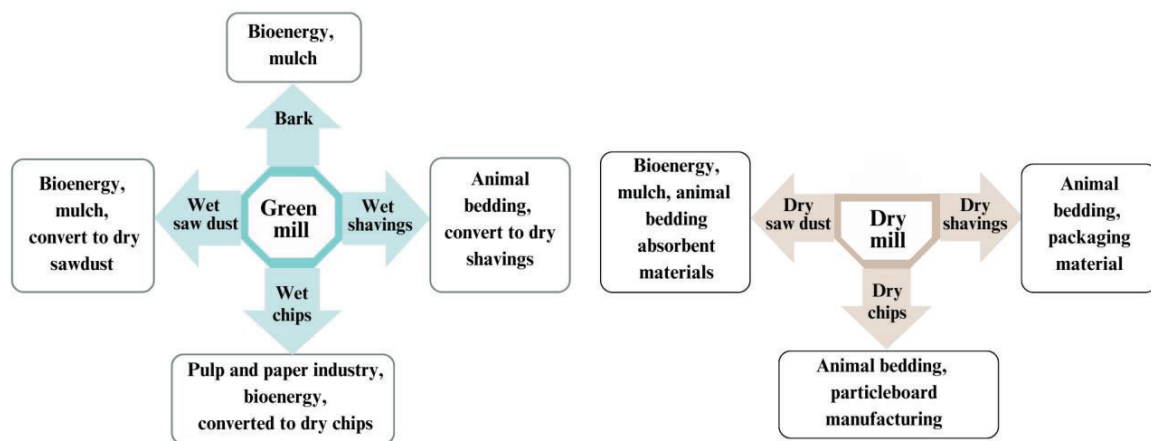 Bioenergy,
mulch
Bark
Bioenergy,
mulch,
convert to dry
sawdust
Wet
saw dust
Green
mill
Wet
shavings
Animal
bedding,
convert to dry
shavings
Wet
chips
Pulp and paper industry,
bioenergy,
converted to dry chips
Bioenergy,
mulch, animal
bedding
absorbent
materials
Dry
saw dust
Dry
mill
Dry
shavings
Animal
bedding,
packaging
material
Dry
chips
Animal bedding,
particleboard
manufacturing